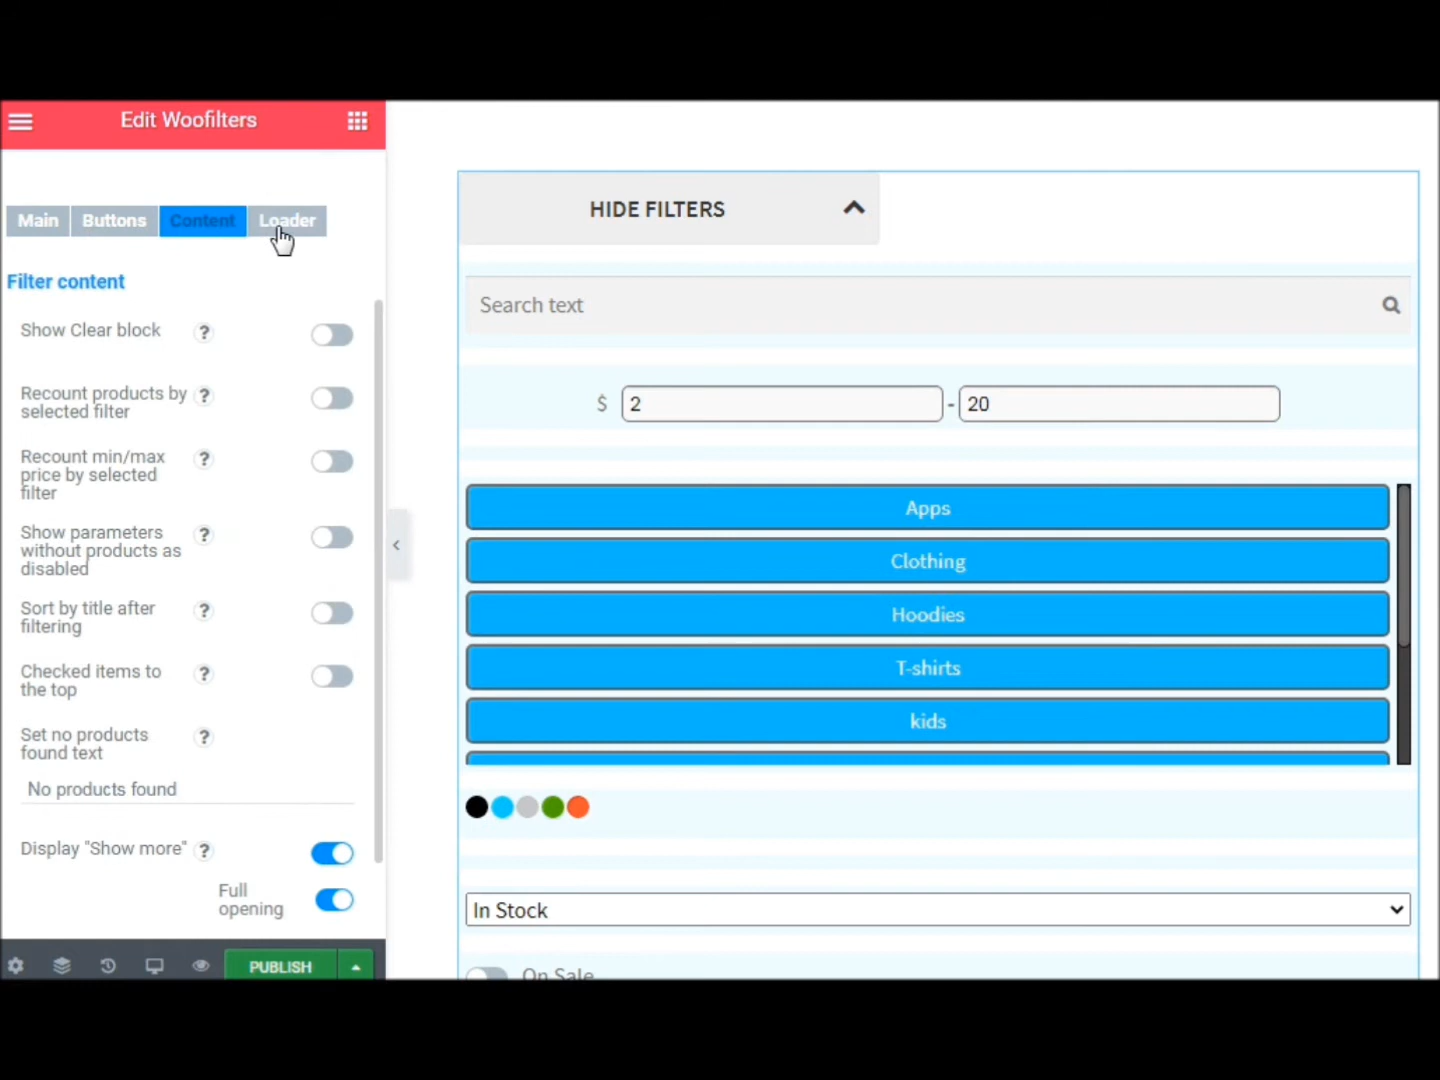 Edit Woofilters
Main Buttons Content Loader
Filter content
Show Clear block ?
Recount products by ?
selected filter
Recount min/max ?
price by selected
filter
Show parameters ?
without products as
disabled
Sort by title after ?
filtering
Checked items to ?
the top
Set no products ?
found text
No products found
Display "Show more" ?
Full
opening
PUBLISH
HIDE FILTERS
Search text
$ 2 - 20
Apps
Clothing
Hoodies
T-shirts
kids
In Stock
On Sale